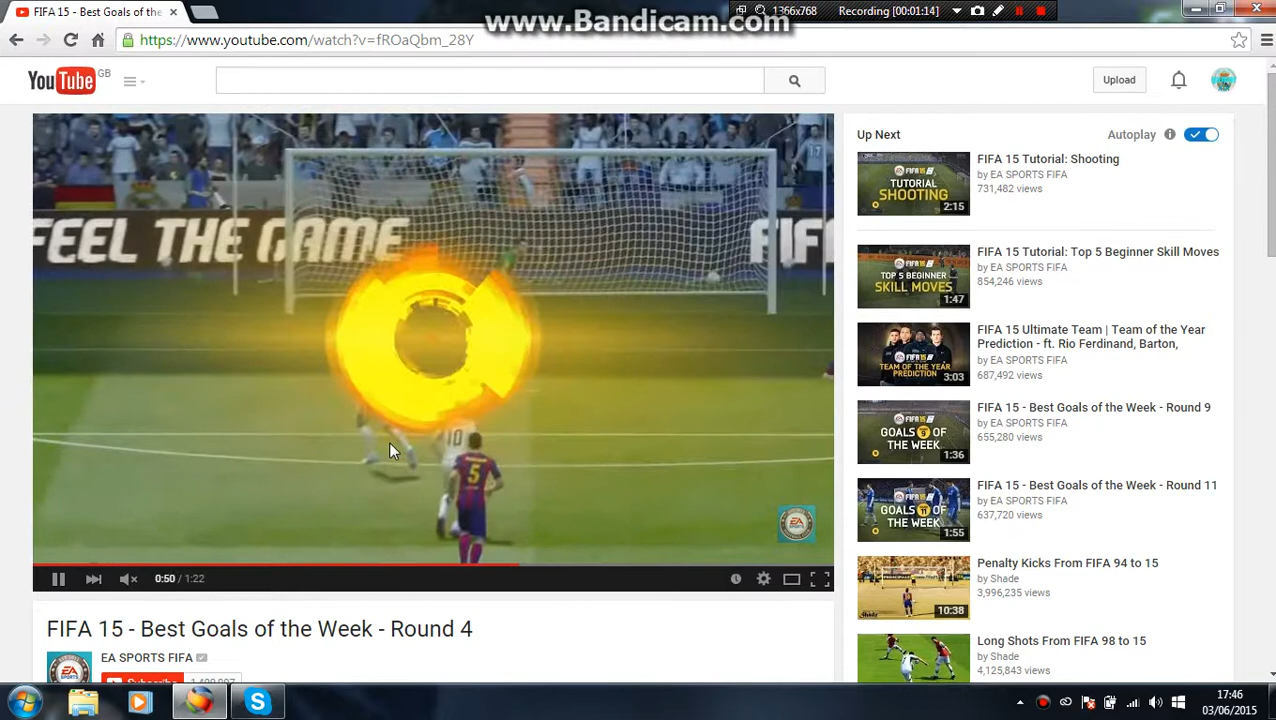 FIFA 15 - Best Goals of the
www.Bandicam.com
1366x768
Recording [00:01:14]
https://www.youtube.com/watch?v=fROaQbm_28Y
YouTube GB
Upload
FEEL THE GAME
FIF
10
5
EA SPORTS
0:50 / 1:22
FIFA 15 - Best Goals of the Week - Round 4
EA SPORTS FIFA
Subscribe
Up Next
Autoplay
TUTORIAL
SHOOTING
2:15
FIFA 15 Tutorial: Shooting
by EA SPORTS FIFA
731,482 views
TOP 5 BEGINNER
SKILL MOVES
1:47
FIFA 15 Tutorial: Top 5 Beginner Skill Moves
by EA SPORTS FIFA
854,246 views
TEAM OF THE YEAR
PREDICTION
3:03
FIFA 15 Ultimate Team | Team of the Year
Prediction - ft. Rio Ferdinand, Barton,
by EA SPORTS FIFA
687,492 views
GOALS 9 OF
THE WEEK
1:36
FIFA 15 - Best Goals of the Week - Round 9
by EA SPORTS FIFA
655,280 views
GOALS 11 OF
THE WEEK
1:55
FIFA 15 - Best Goals of the Week - Round 11
by EA SPORTS FIFA
637,720 views
10:38
Penalty Kicks From FIFA 94 to 15
by Shade
3,996,235 views
Long Shots From FIFA 98 to 15
by Shade
4,125,843 views
17:46
03/06/2015